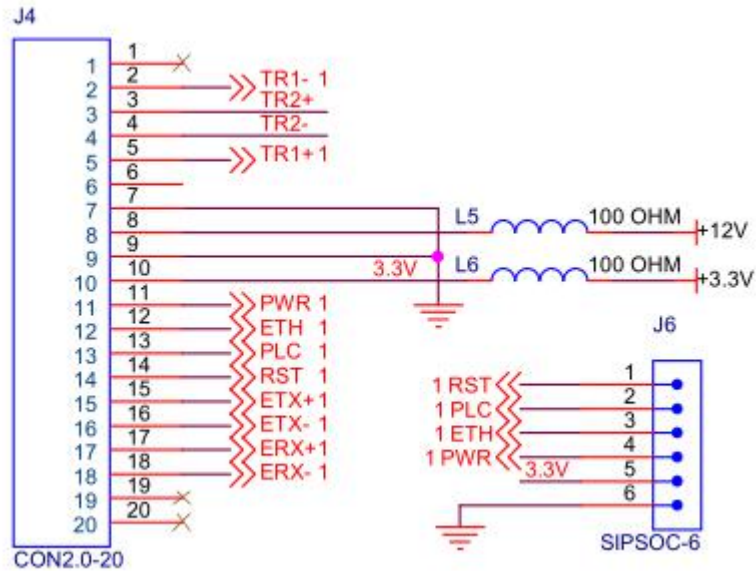 J4
1 1
2 2 TR1- 1
3 3 TR2+
4 4 TR2-
5 5 TR1+ 1
6 6
7 7
8 8 L5 100 OHM +12V
9 9
10 10 3.3V L6 100 OHM +3.3V
11 11 PWR 1
12 12 ETH 1
13 13 PLC 1
14 14 RST 1
15 15 ETX+ 1
16 16 ETX- 1
17 17 ERX+ 1
18 18 ERX- 1
19 19
20 20
CON2.0-20
J6
1 RST 1
1 PLC 2
1 ETH 3
1 PWR 4
3.3V 5
6
SIPSOC-6